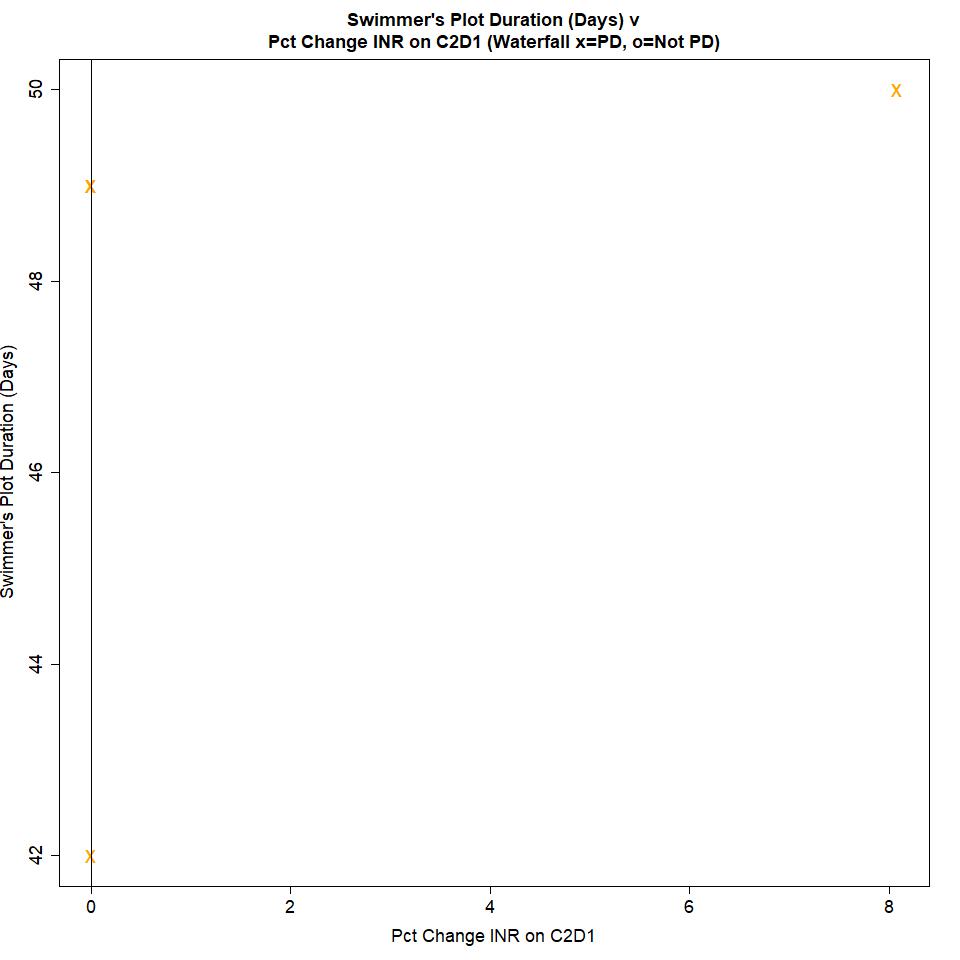 Swimmer's Plot Duration (Days) v
Pct Change INR on C2D1 (Waterfall x=PD, o=Not PD)
Swimmer's Plot Duration (Days)
50
48
46
44
42
X
X
X
0 2 4 6 8
Pct Change INR on C2D1